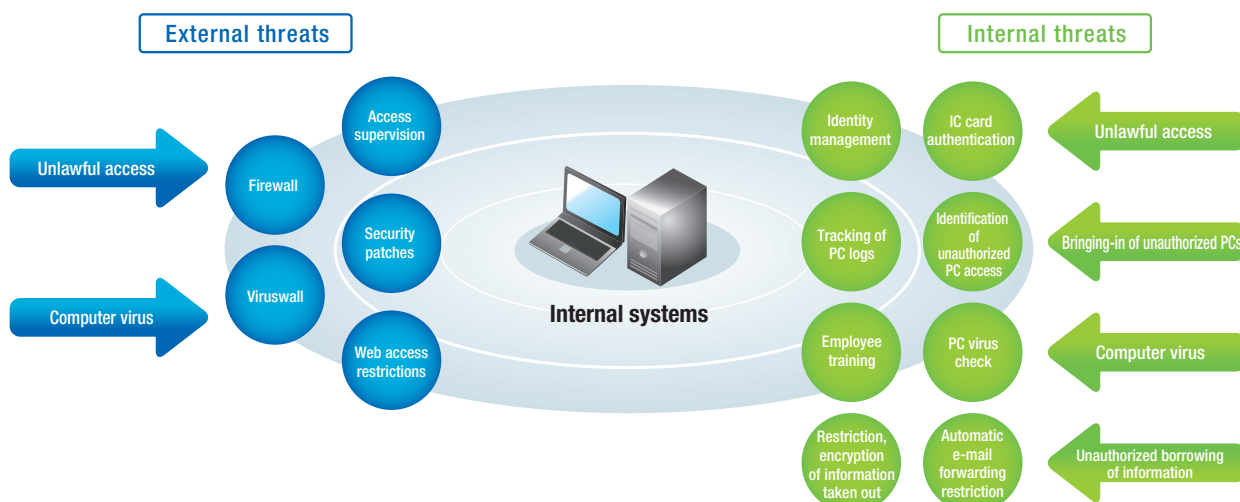 External threats
Internal threats
Unlawful access
Computer virus
Firewall
Viruswall
Access
supervision
Security
patches
Web access
restrictions
Internal systems
Identity
management
Tracking of
PC logs
Employee
training
Restriction,
encryption
of information
taken out
IC card
authentication
Identification
of
unauthorized
PC access
PC virus
check
Automatic
e-mail
forwarding
restriction
Unlawful access
Bringing-in of unauthorized PCs
Computer virus
Unauthorized borrowing
of information